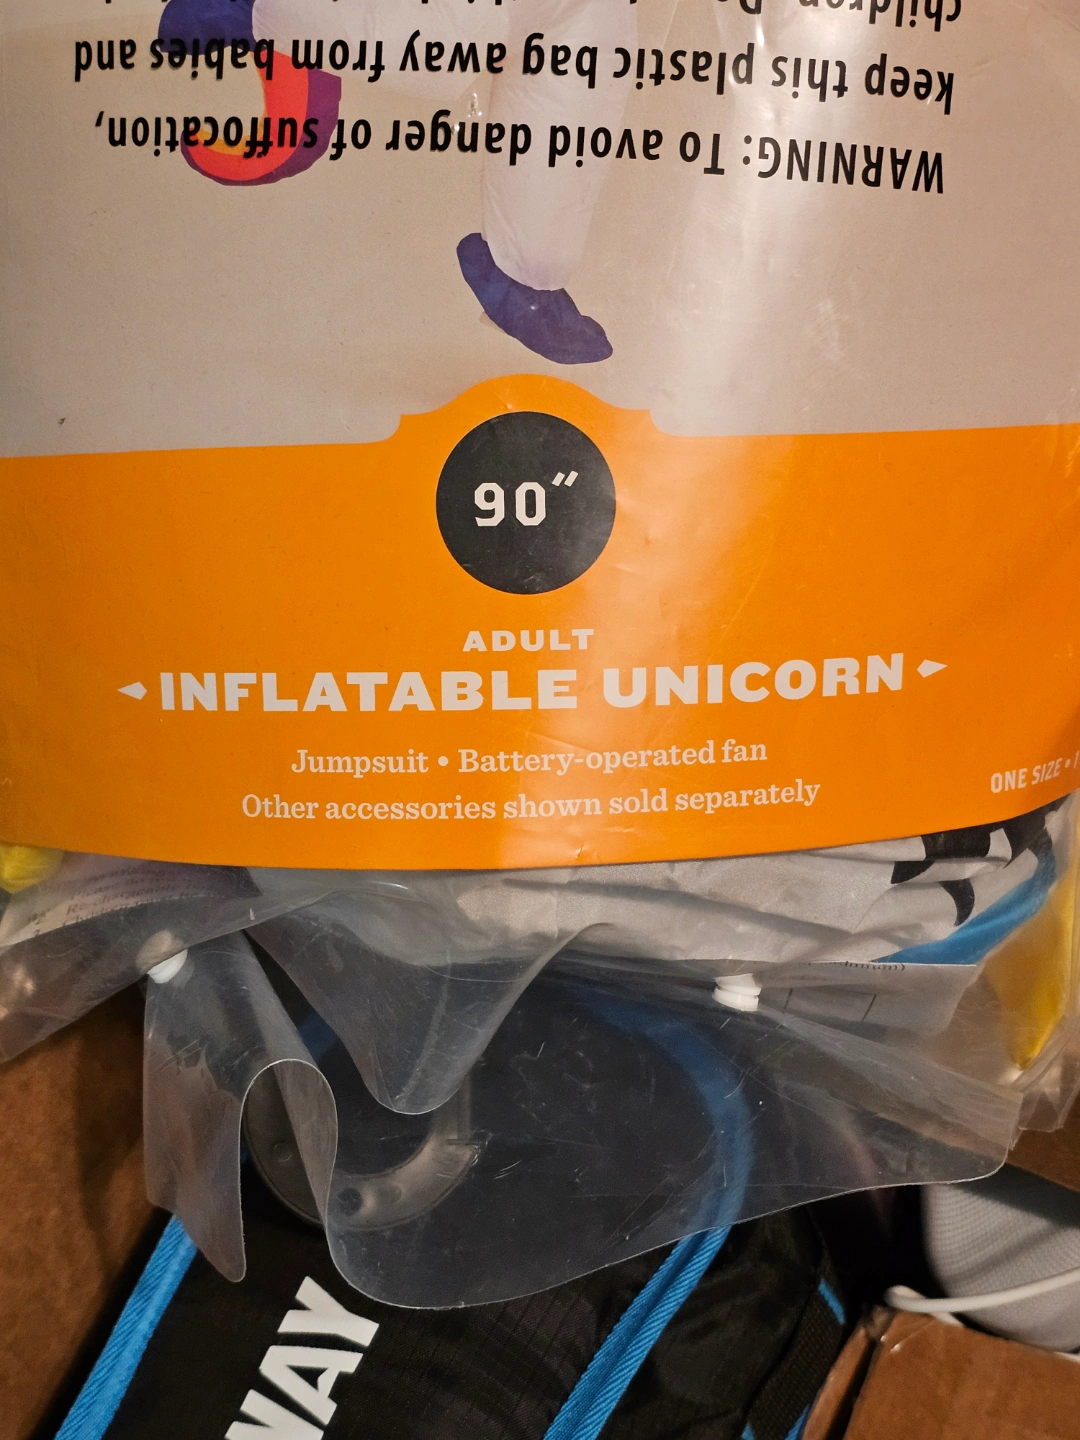 WARNING: To avoid danger of suffocation,
keep this plastic bag away from babies and
children.
90"
ADULT
INFLATABLE UNICORN
Jumpsuit • Battery-operated fan
Other accessories shown sold separately
ONE SIZE •
WAY